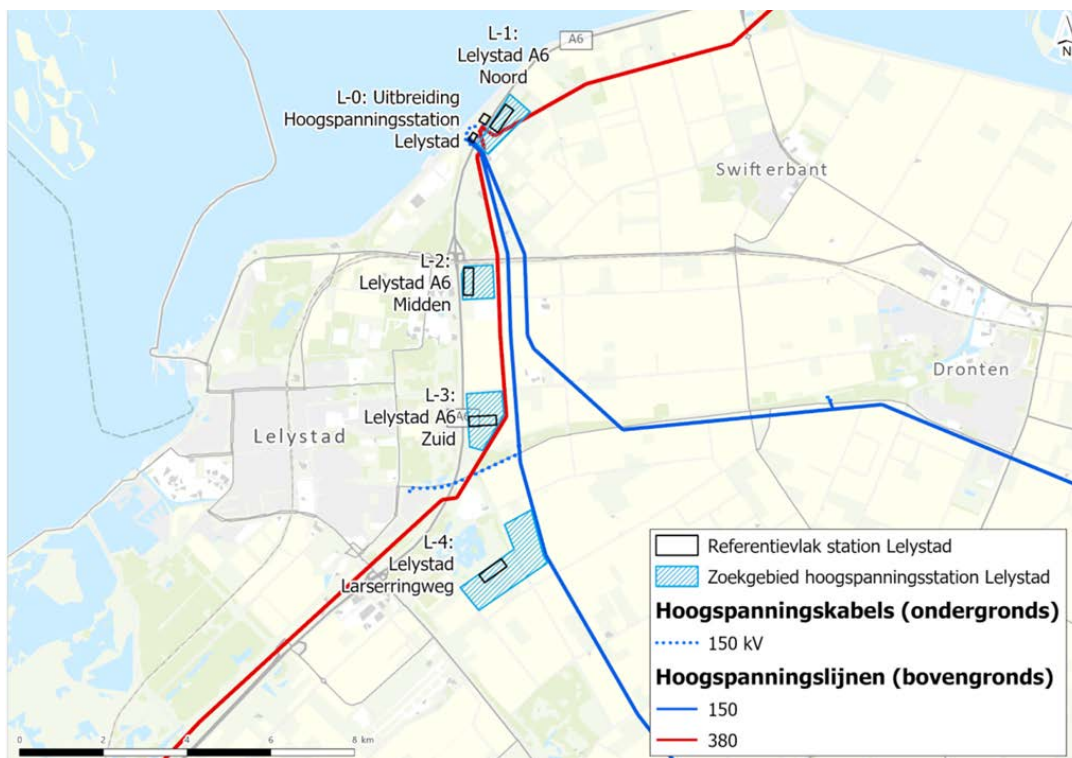 L-1:
Lelystad A6
Noord
A6
N
L-0: Uitbreiding
Hoogspanningsstation
Lelystad
Swifterbant
L-2:
Lelystad A6
Midden
Dronten
L-3:
Lelystad A6
Zuid
A6
Lelystad
L-4:
Lelystad
Larserringweg
Referentievlak station Lelystad
Zoekgebied hoogspanningsstation Lelystad
Hoogspanningskabels (ondergronds)
150 kV
Hoogspanningslijnen (bovengronds)
150
380
0 2 4 6 8 km